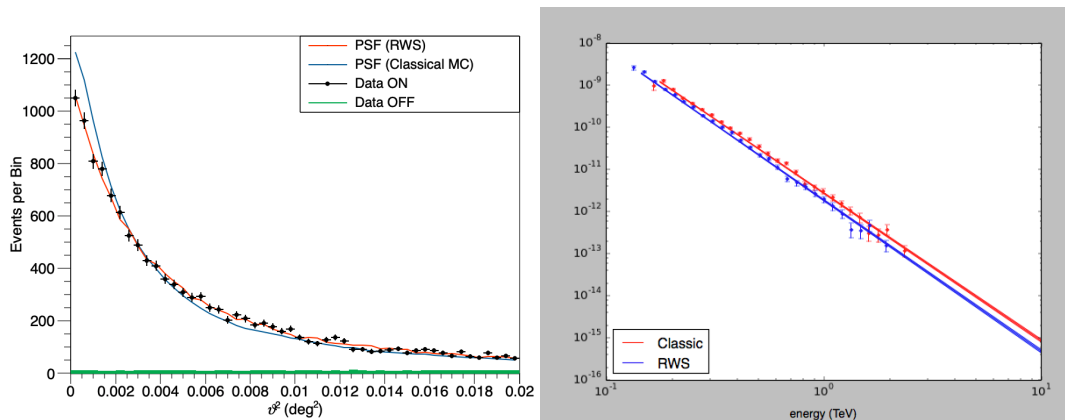 PSF (RWS)
PSF (Classical MC)
Data ON
Data OFF
Events per Bin
1200
1000
800
600
400
200
0
0 0.002 0.004 0.006 0.008 0.01 0.012 0.014 0.016 0.018 0.02
ϑ² (deg²)
10⁻⁸
10⁻⁹
10⁻¹⁰
10⁻¹¹
10⁻¹²
10⁻¹³
10⁻¹⁴
10⁻¹⁵
10⁻¹⁶
Classic
RWS
10⁻¹ 10⁰ 10¹
energy (TeV)